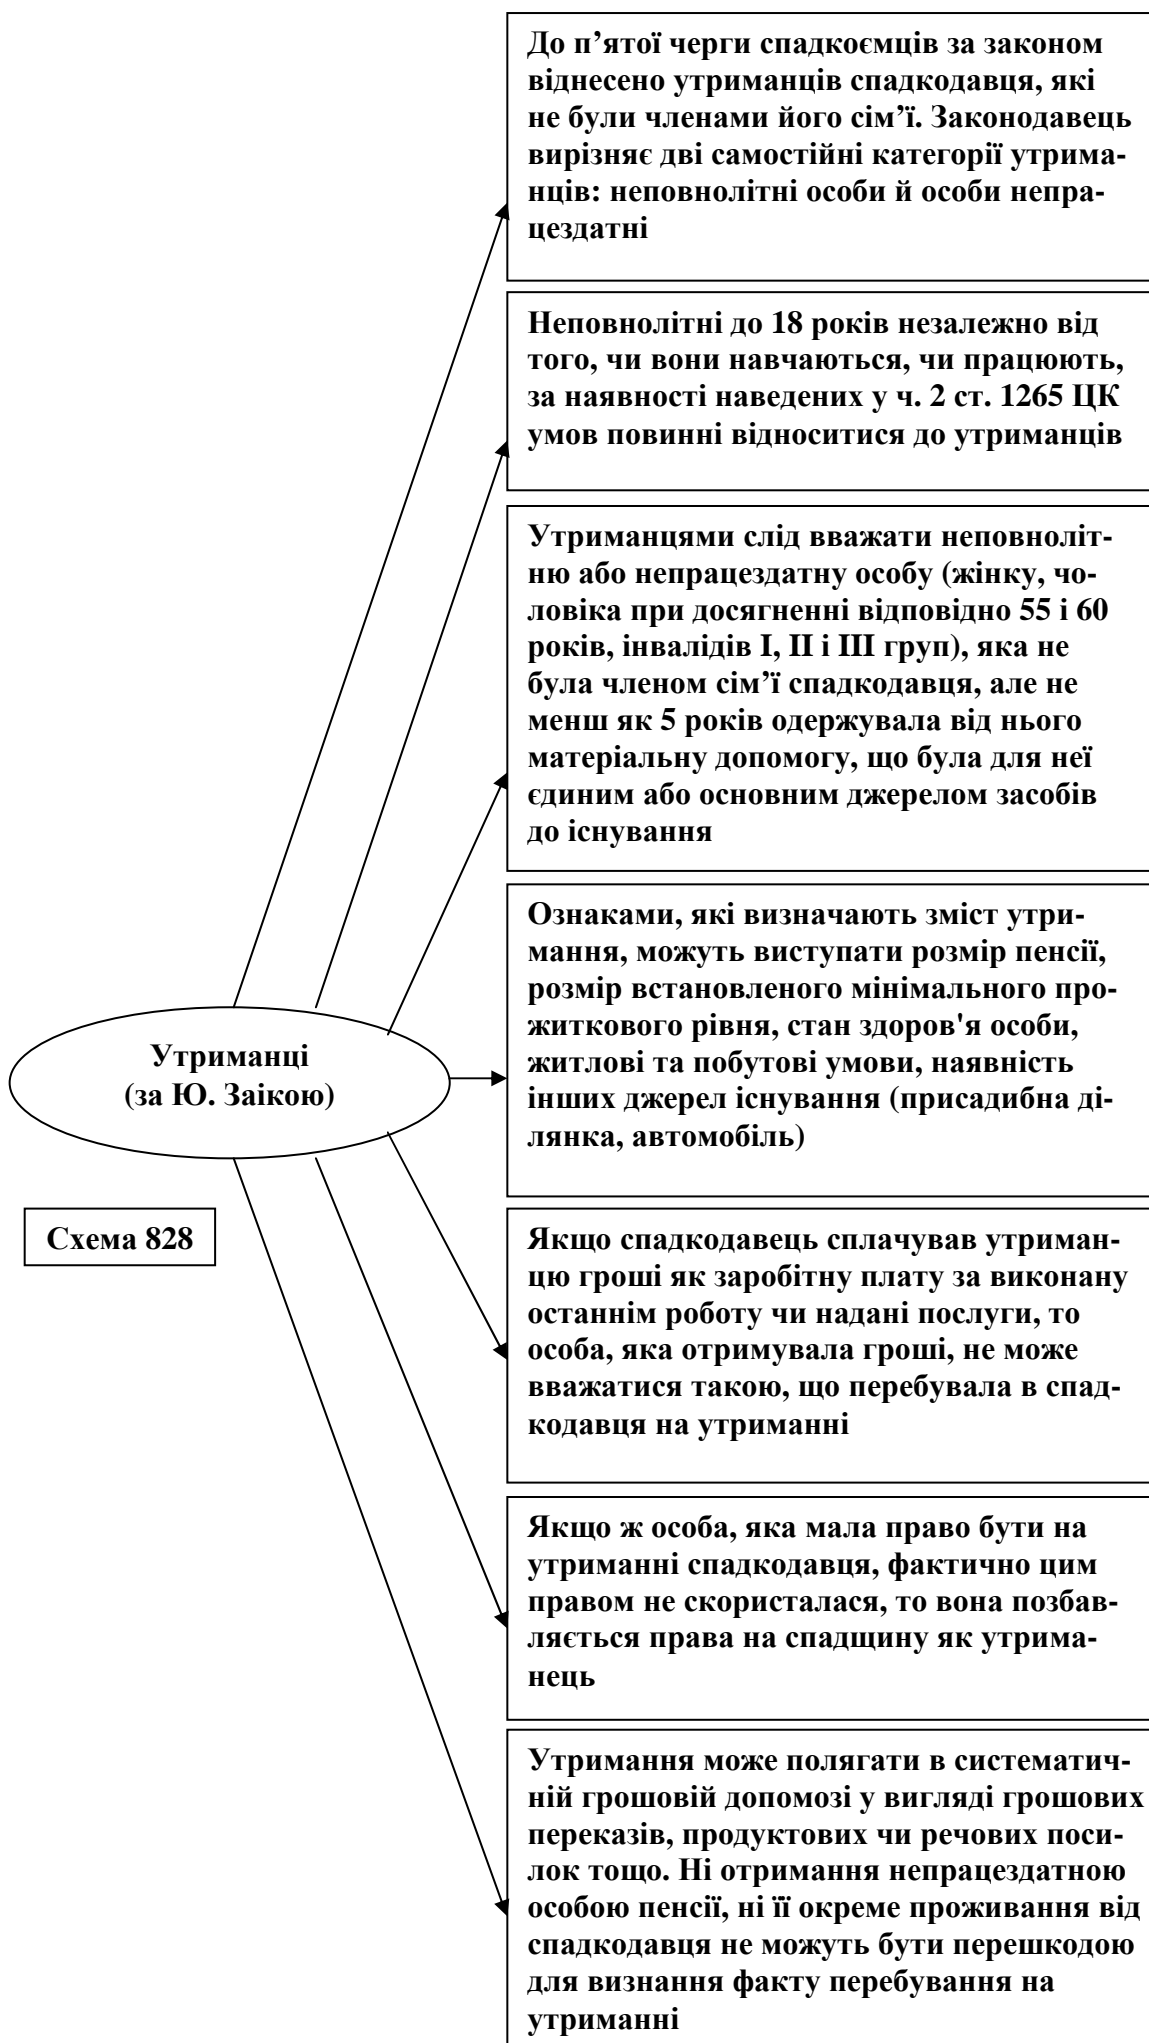 До п’ятої черги спадкоємців за законом
віднесено утриманців спадкодавця, які
не були членами його сім’ї. Законодавець
вирізняє дві самостійні категорії утрима-
нців: неповнолітні особи й особи непра-
цездатні
Неповнолітні до 18 років незалежно від
того, чи вони навчаються, чи працюють,
за наявності наведених у ч. 2 ст. 1265 ЦК
умов повинні відноситися до утриманців
Утриманцями слід вважати неповноліт-
ню або непрацездатну особу (жінку, чо-
ловіка при досягненні відповідно 55 і 60
років, інвалідів I, II і III груп), яка не
була членом сім’ї спадкодавця, але не
менш як 5 років одержувала від нього
матеріальну допомогу, що була для неї
єдиним або основним джерелом засобів
до існування
Ознаками, які визначають зміст утри-
мання, можуть виступати розмір пенсії,
розмір встановленого мінімального про-
житкового рівня, стан здоров'я особи,
житлові та побутові умови, наявність
інших джерел існування (присадибна ді-
лянка, автомобіль)
Утриманці
(за Ю. Заікою)
Схема 828
Якщо спадкодавець сплачував утриман-
цю гроші як заробітну плату за виконану
останнім роботу чи надані послуги, то
особа, яка отримувала гроші, не може
вважатися такою, що перебувала в спад-
кодавця на утриманні
Якщо ж особа, яка мала право бути на
утриманні спадкодавця, фактично цим
правом не скористалася, то вона позбав-
ляється права на спадщину як утрима-
нець
Утримання може полягати в систематич-
ній грошовій допомозі у вигляді грошових
переказів, продуктових чи речових поси-
лок тощо. Ні отримання непрацездатною
особою пенсії, ні її окреме проживання від
спадкодавця не можуть бути перешкодою
для визнання факту перебування на
утриманні